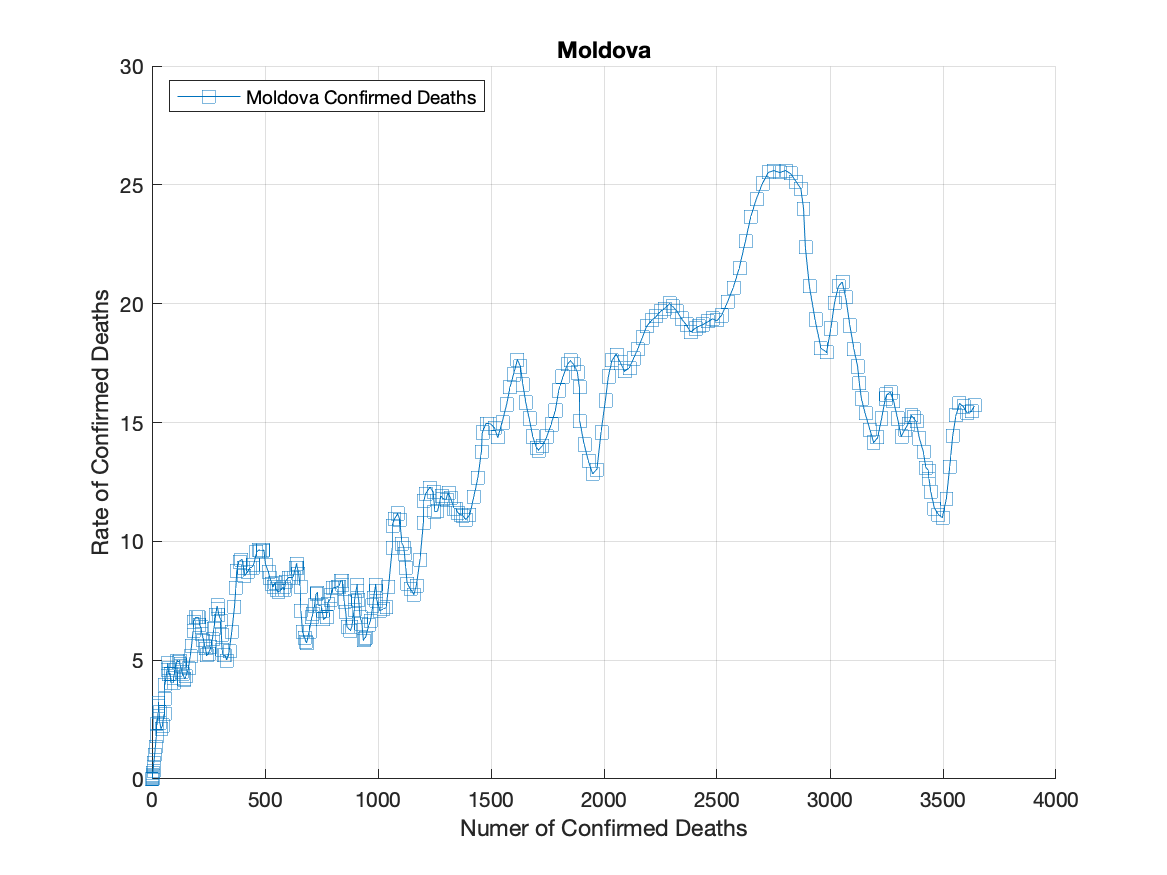 Moldova
Moldova Confirmed Deaths
30
25
20
15
10
5
0
Rate of Confirmed Deaths
0 500 1000 1500 2000 2500 3000 3500 4000
Numer of Confirmed Deaths